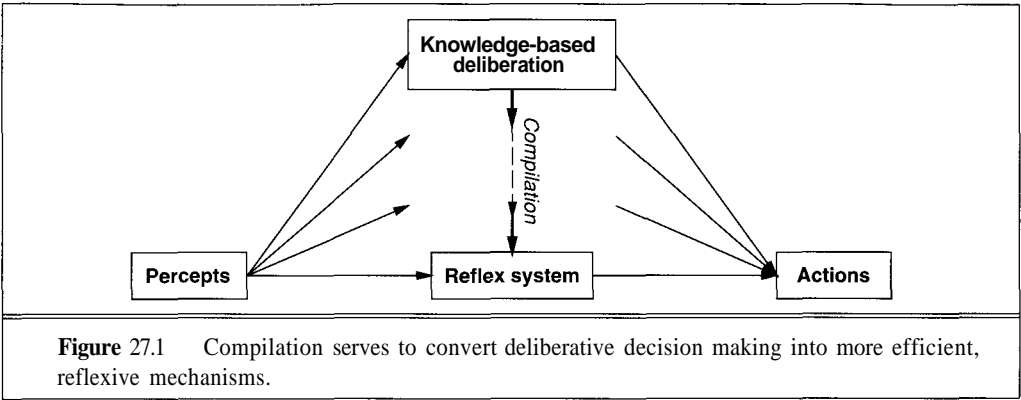 Knowledge-based
deliberation
Compilation
Percepts
Reflex system
Actions
Figure 27.1 Compilation serves to convert deliberative decision making into more efficient,
reflexive mechanisms.